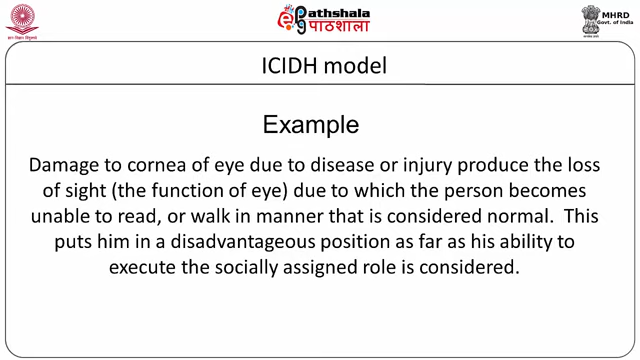 ePathshala
पाठशाला
MHRD
Govt. of India
ICIDH model
Example
Damage to cornea of eye due to disease or injury produce the loss
of sight (the function of eye) due to which the person becomes
unable to read, or walk in manner that is considered normal.  This
puts him in a disadvantageous position as far as his ability to
execute the socially assigned role is considered.